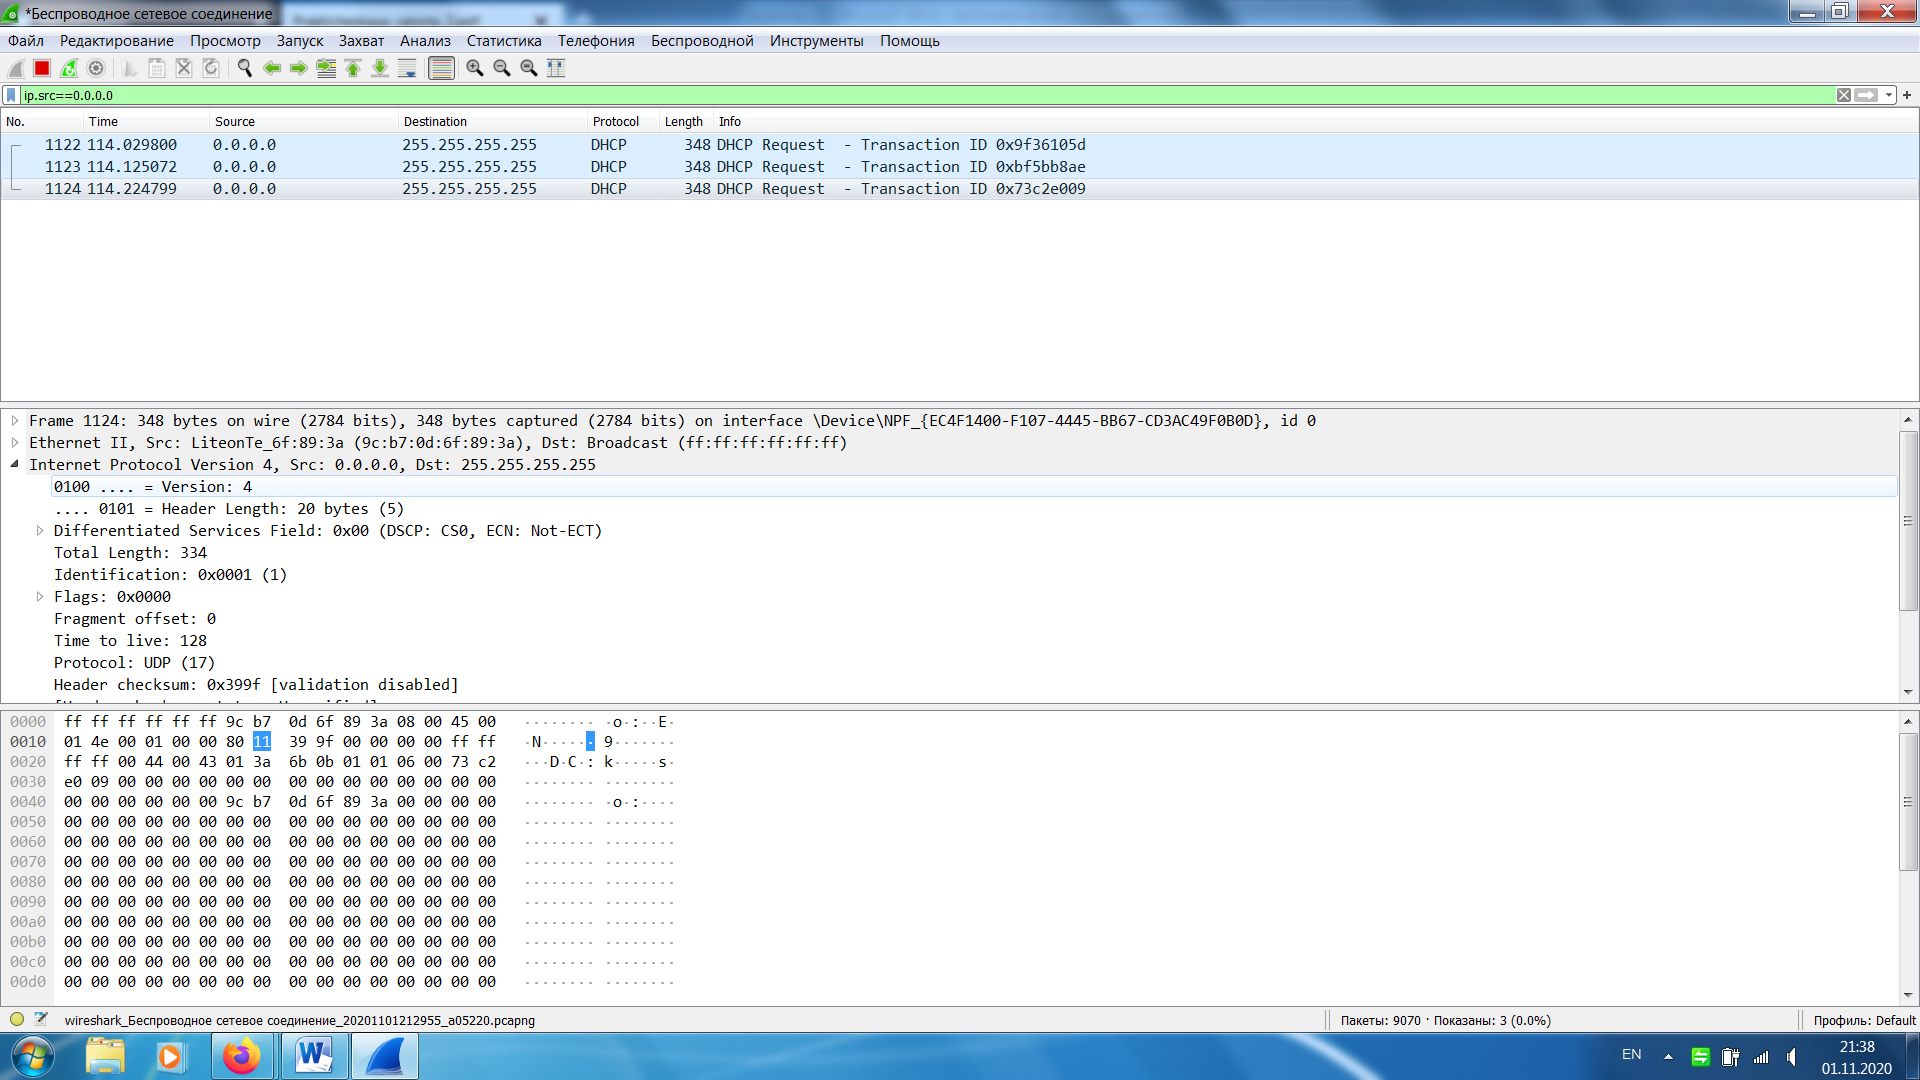 *Беспроводное сетевое соединение
Файл Редактирование Просмотр Запуск Захват Анализ Статистика Телефония Беспроводной Инструменты Помощь
ip.src==0.0.0.0
No. Time Source Destination Protocol Length Info
1122 114.029800 0.0.0.0 255.255.255.255 DHCP 348 DHCP Request - Transaction ID 0x9f36105d
1123 114.125072 0.0.0.0 255.255.255.255 DHCP 348 DHCP Request - Transaction ID 0xbf5bb8ae
1124 114.224799 0.0.0.0 255.255.255.255 DHCP 348 DHCP Request - Transaction ID 0x73c2e009
Frame 1124: 348 bytes on wire (2784 bits), 348 bytes captured (2784 bits) on interface \Device\NPF_{EC4F1400-F107-4445-BB67-CD3AC49F0B0D}, id 0
Ethernet II, Src: LiteonTe_6f:89:3a (9c:b7:0d:6f:89:3a), Dst: Broadcast (ff:ff:ff:ff:ff:ff)
Internet Protocol Version 4, Src: 0.0.0.0, Dst: 255.255.255.255
0100 .... = Version: 4
.... 0101 = Header Length: 20 bytes (5)
Differentiated Services Field: 0x00 (DSCP: CS0, ECN: Not-ECT)
Total Length: 334
Identification: 0x0001 (1)
Flags: 0x0000
Fragment offset: 0
Time to live: 128
Protocol: UDP (17)
Header checksum: 0x399f [validation disabled]
0000 ff ff ff ff ff ff 9c b7 0d 6f 89 3a 08 00 45 00 ········ ·o·:··E·
0010 01 4e 00 01 00 00 80 11 39 9f 00 00 00 00 ff ff ·N······ 9·······
0020 ff ff 00 44 00 43 01 3a 6b 0b 01 01 06 00 73 c2 ···D·C·: k·····s·
0030 e0 09 00 00 00 00 00 00 00 00 00 00 00 00 00 00 ········ ········
0040 00 00 00 00 00 00 9c b7 0d 6f 89 3a 00 00 00 00 ········ ·o·:····
0050 00 00 00 00 00 00 00 00 00 00 00 00 00 00 00 00 ········ ········
0060 00 00 00 00 00 00 00 00 00 00 00 00 00 00 00 00 ········ ········
0070 00 00 00 00 00 00 00 00 00 00 00 00 00 00 00 00 ········ ········
0080 00 00 00 00 00 00 00 00 00 00 00 00 00 00 00 00 ········ ········
0090 00 00 00 00 00 00 00 00 00 00 00 00 00 00 00 00 ········ ········
00a0 00 00 00 00 00 00 00 00 00 00 00 00 00 00 00 00 ········ ········
00b0 00 00 00 00 00 00 00 00 00 00 00 00 00 00 00 00 ········ ········
00c0 00 00 00 00 00 00 00 00 00 00 00 00 00 00 00 00 ········ ········
00d0 00 00 00 00 00 00 00 00 00 00 00 00 00 00 00 00 ········ ········
wireshark_Беспроводное сетевое соединение_20201101212955_a05220.pcapng Пакеты: 9070 · Показаны: 3 (0.0%) Профиль: Default
EN 21:38
01.11.2020